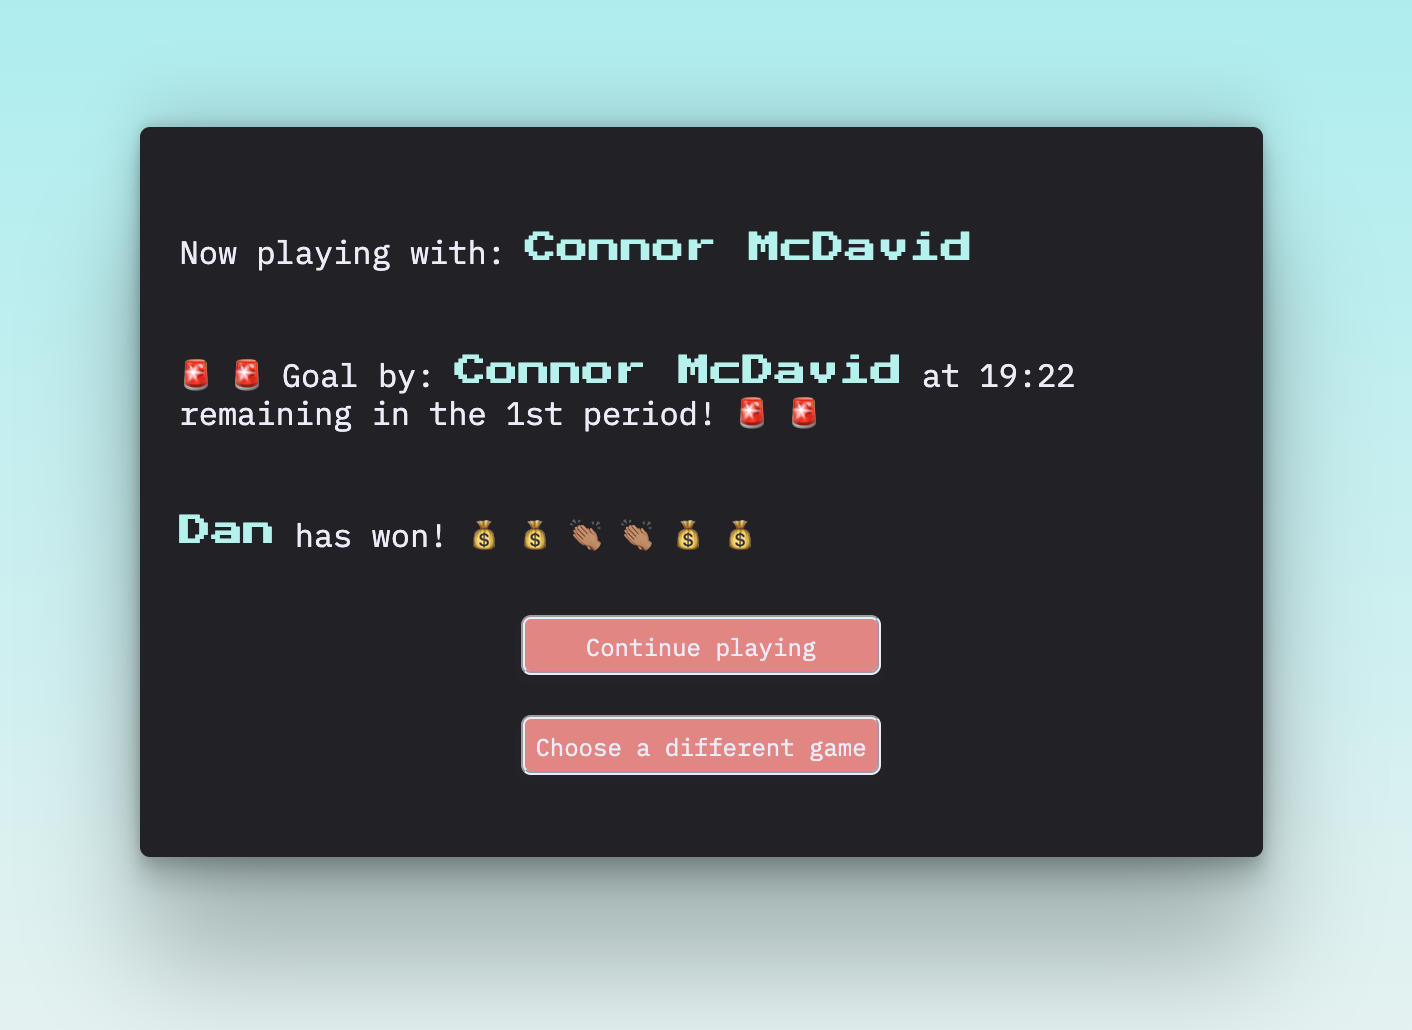 Now playing with: Connor McDavid
🚨 🚨 Goal by: Connor McDavid at 19:22
remaining in the 1st period! 🚨 🚨
Dan has won! 💰 💰 👏🏽 👏🏽 💰 💰
Continue playing
Choose a different game